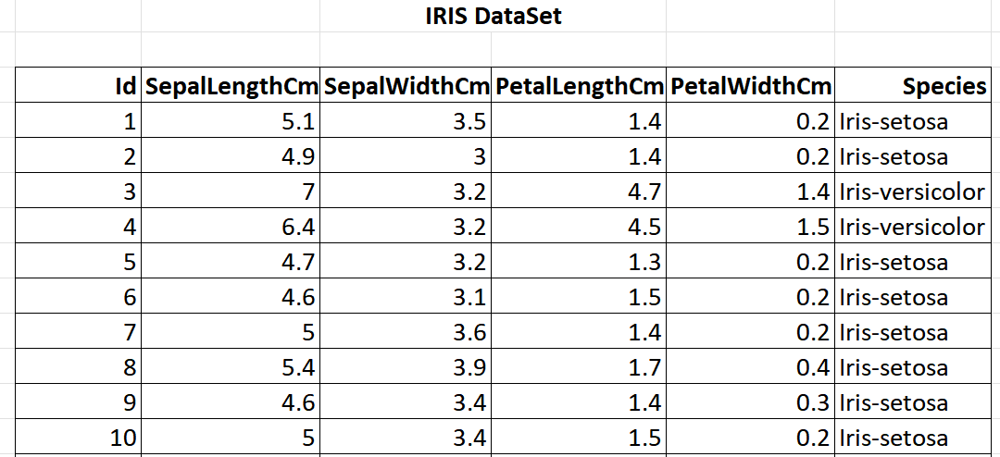 IRIS DataSet
Id SepalLengthCm SepalWidthCm PetalLengthCm PetalWidthCm Species
1 5.1 3.5 1.4 0.2 Iris-setosa
2 4.9 3 1.4 0.2 Iris-setosa
3 7 3.2 4.7 1.4 Iris-versicolor
4 6.4 3.2 4.5 1.5 Iris-versicolor
5 4.7 3.2 1.3 0.2 Iris-setosa
6 4.6 3.1 1.5 0.2 Iris-setosa
7 5 3.6 1.4 0.2 Iris-setosa
8 5.4 3.9 1.7 0.4 Iris-setosa
9 4.6 3.4 1.4 0.3 Iris-setosa
10 5 3.4 1.5 0.2 Iris-setosa